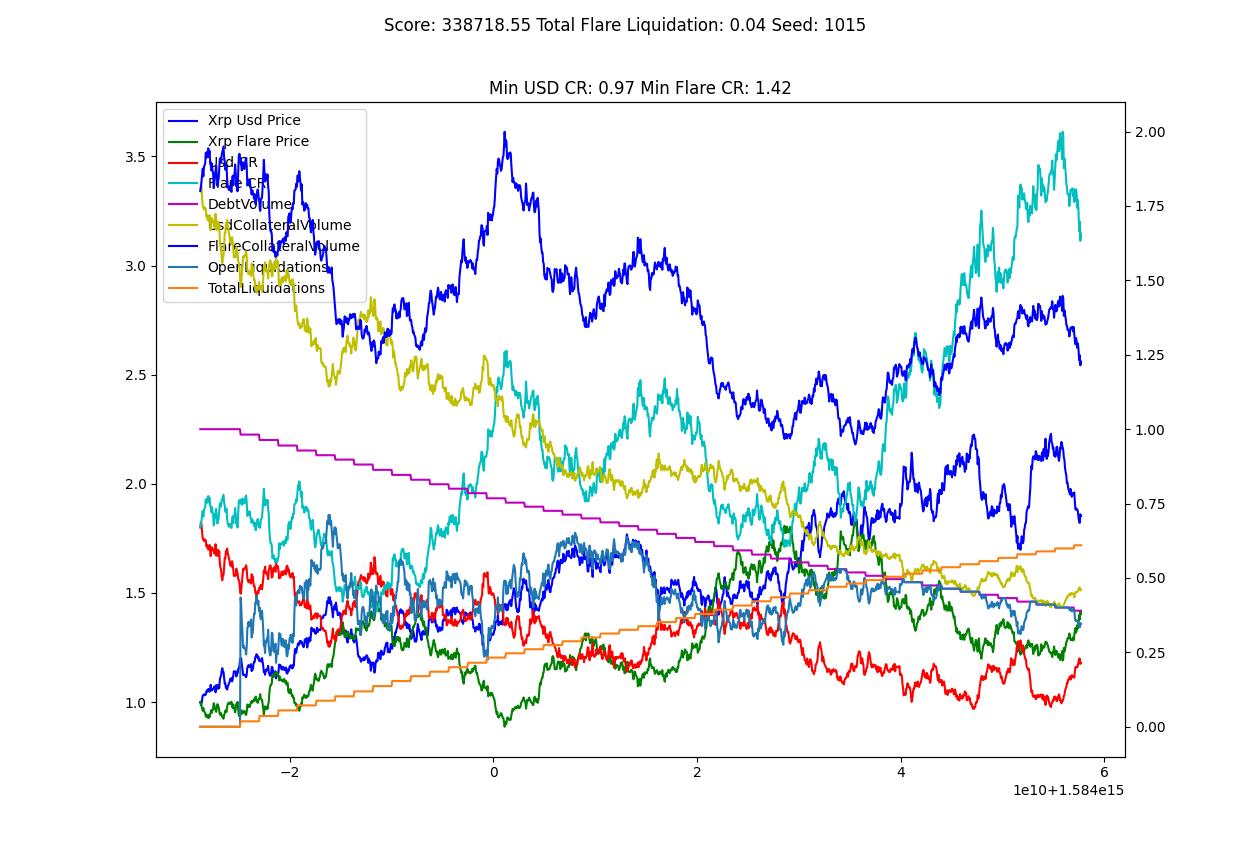 Score: 338718.55 Total Flare Liquidation: 0.04 Seed: 1015
Min USD CR: 0.97 Min Flare CR: 1.42
Xrp Usd Price
Xrp Flare Price
Usd CR
Flare CR
DebtVolume
UsdCollateralVolume
FlareCollateralVolume
OpenLiquidations
TotalLiquidations
3.5
3.0
2.5
2.0
1.5
1.0
2.00
1.75
1.50
1.25
1.00
0.75
0.50
0.25
0.00
−2
0
2
4
6
1e10+1.584e15